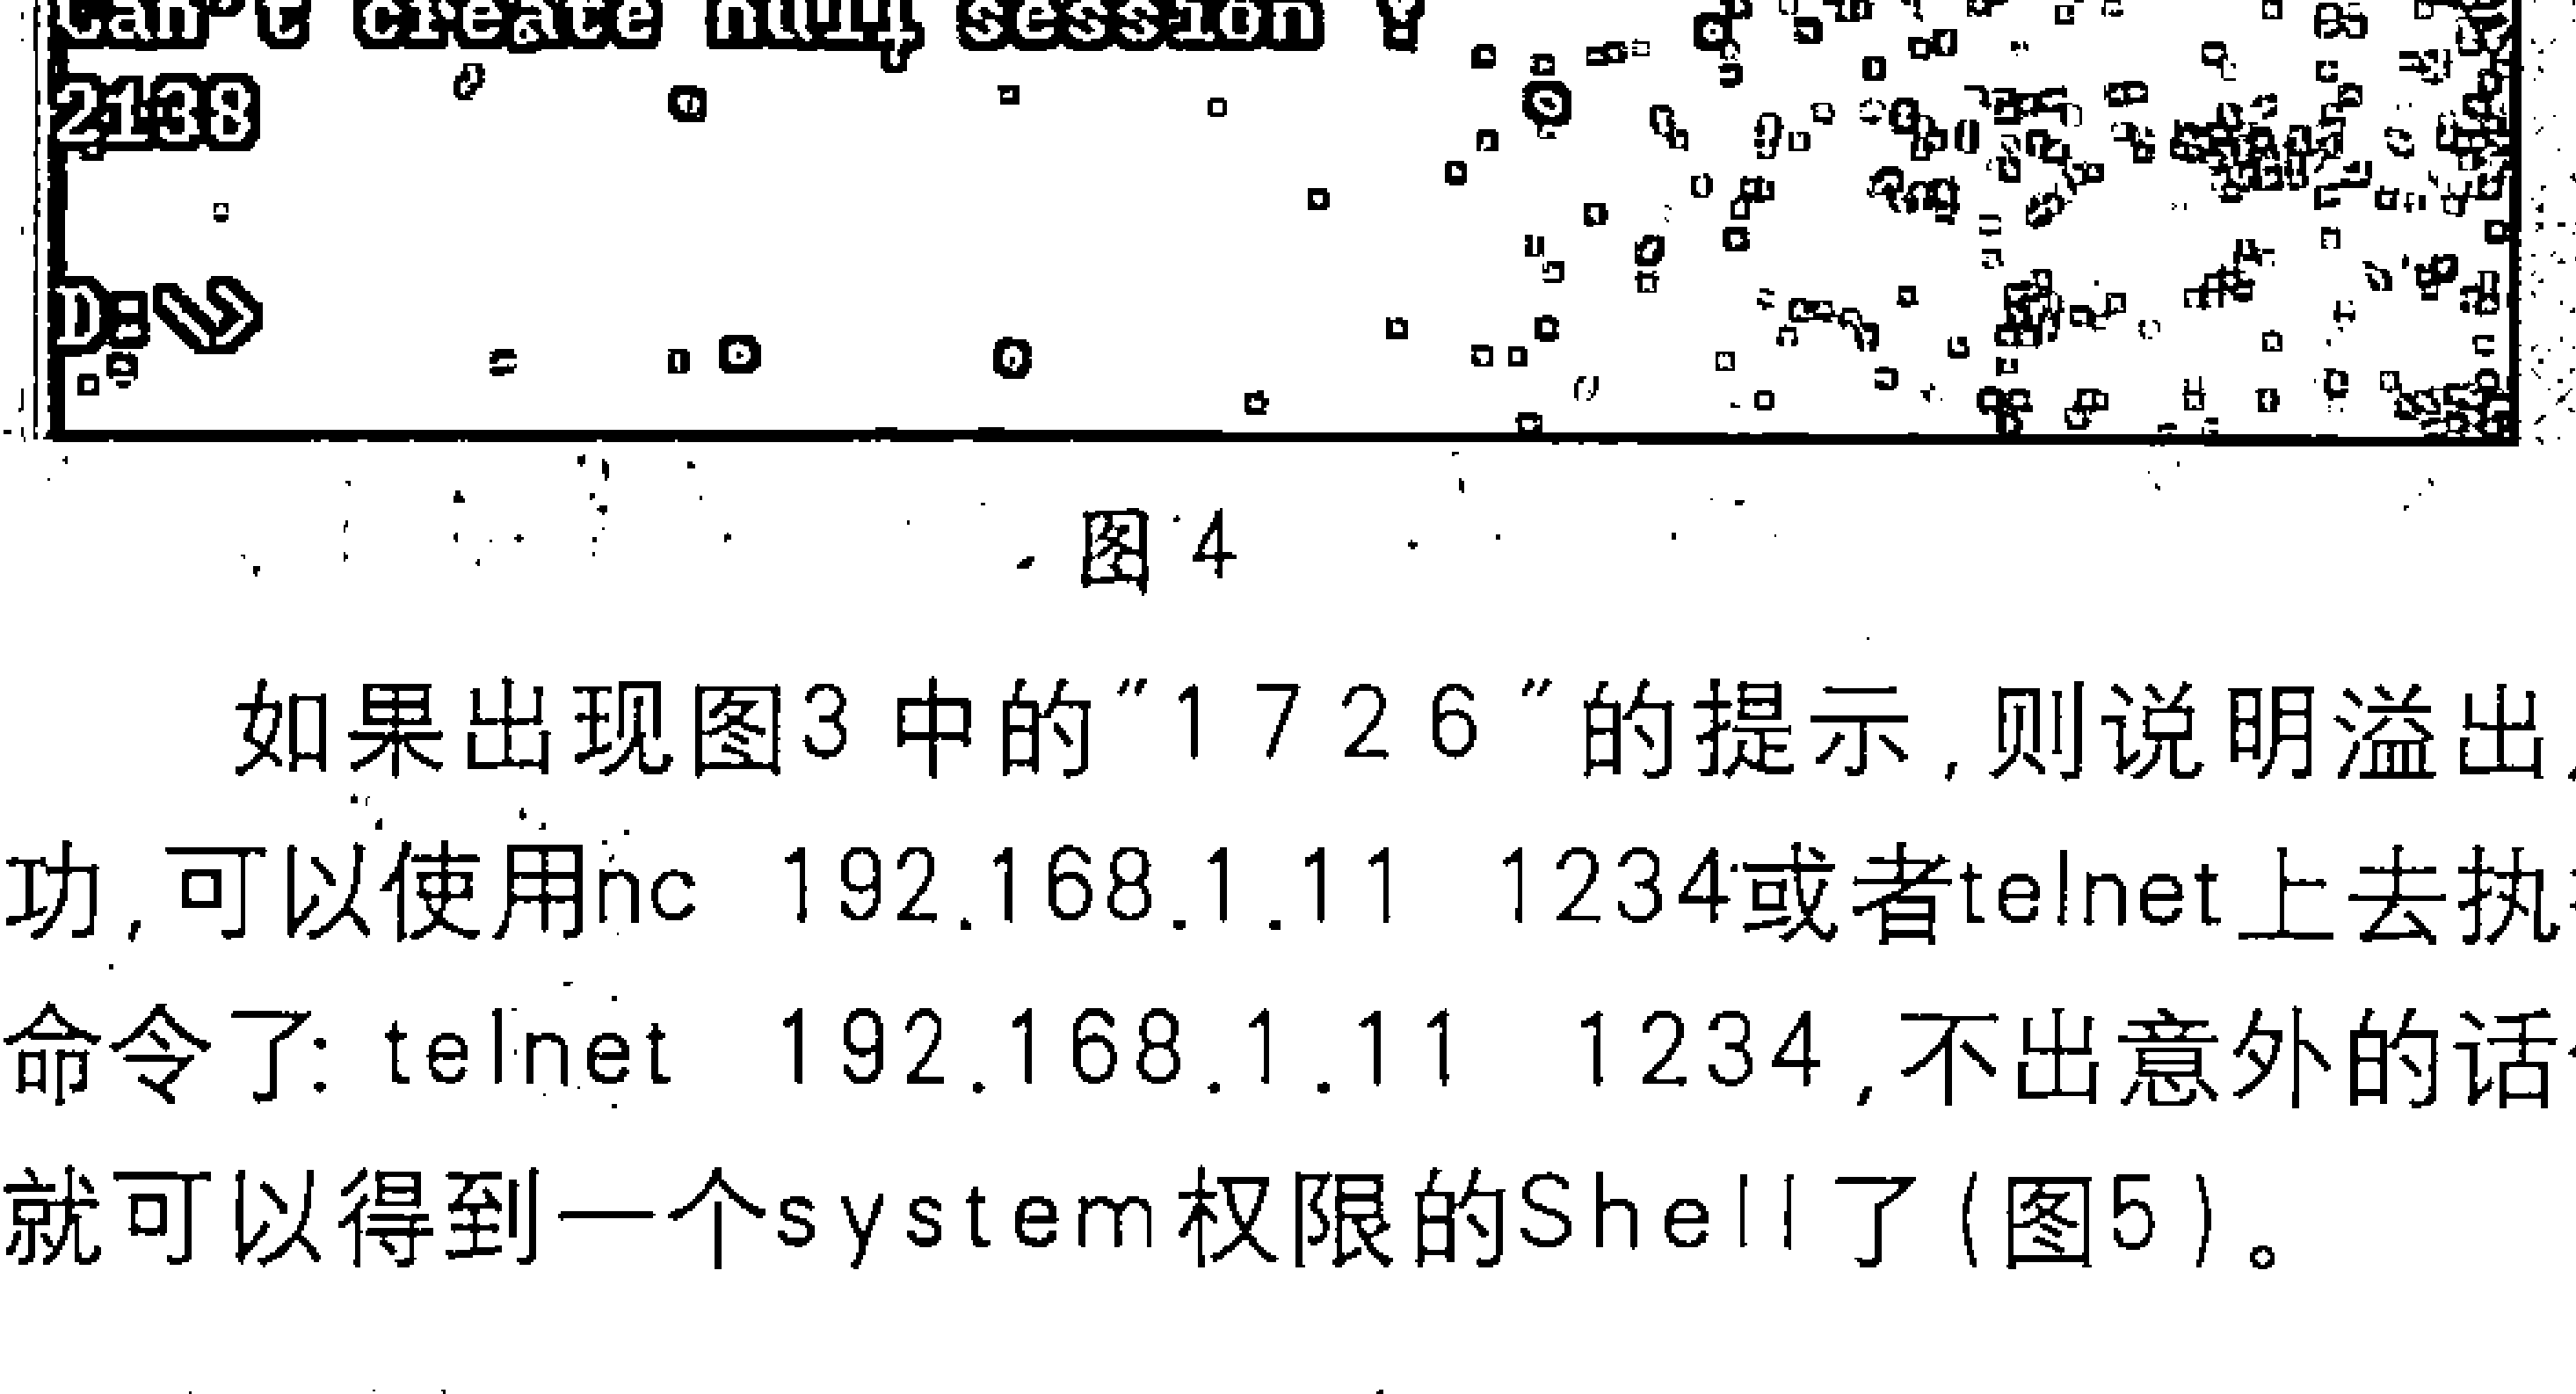 Can't create null session !
2138
D:\>
图 4
如果出现图3中的"1726"的提示,则说明溢出
功,可以使用nc 192.168.1.11 1234或者telnet上去执
命令了: telnet 192.168.1.11 1234,不出意外的话
就可以得到一个system权限的Shell了(图5)。